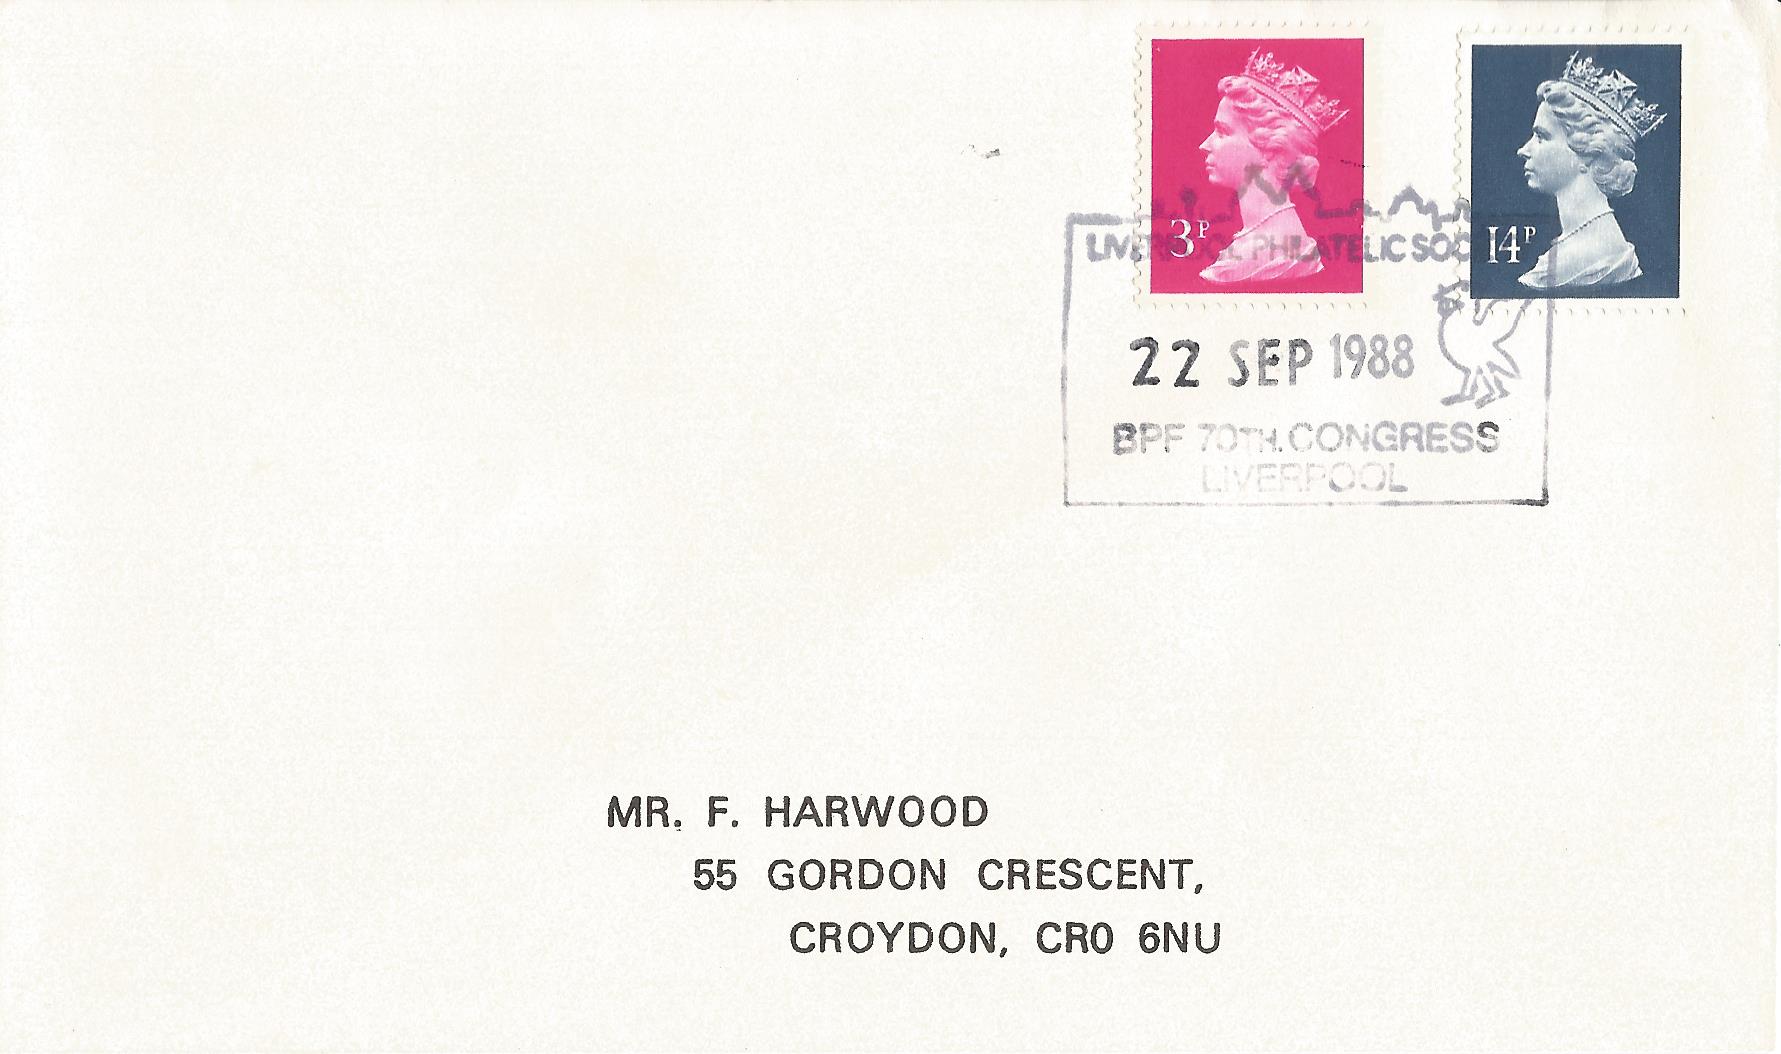 3P
14P
LIVERPOOL PHILATELIC SOC
22 SEP 1988
BPF 70TH. CONGRESS
LIVERPOOL
MR. F. HARWOOD
55 GORDON CRESCENT,
CROYDON, CR0 6NU